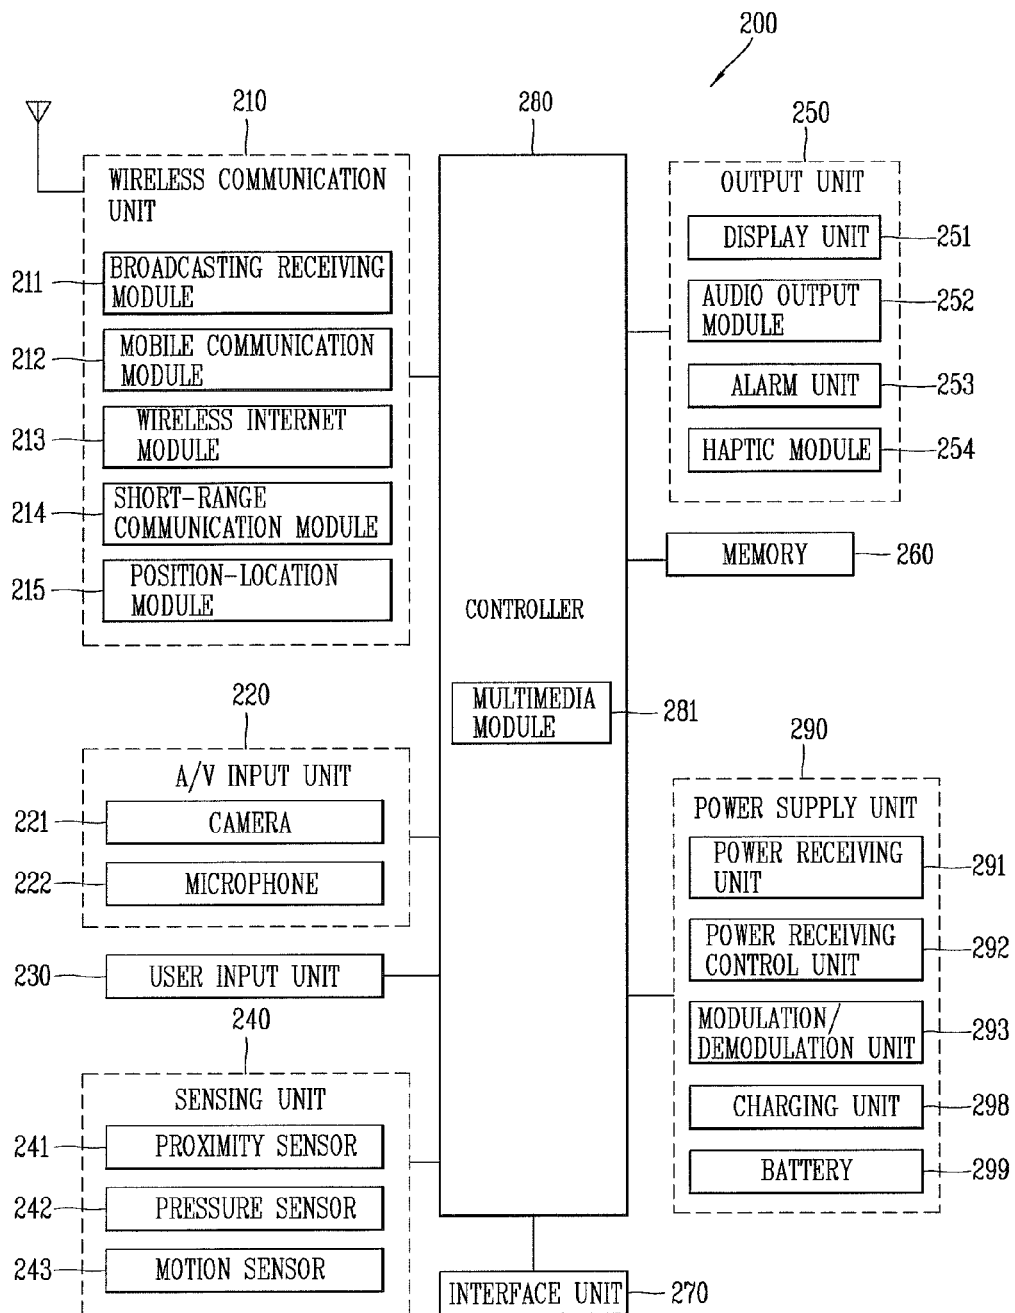 200
210
WIRELESS COMMUNICATION
UNIT
211
BROADCASTING RECEIVING
MODULE
212
MOBILE COMMUNICATION
MODULE
213
WIRELESS INTERNET
MODULE
214
SHORT-RANGE
COMMUNICATION MODULE
215
POSITION-LOCATION
MODULE
220
A/V INPUT UNIT
221
CAMERA
222
MICROPHONE
230
USER INPUT UNIT
240
SENSING UNIT
241
PROXIMITY SENSOR
242
PRESSURE SENSOR
243
MOTION SENSOR
280
CONTROLLER
MULTIMEDIA
MODULE
281
INTERFACE UNIT
270
250
OUTPUT UNIT
DISPLAY UNIT
251
AUDIO OUTPUT
MODULE
252
ALARM UNIT
253
HAPTIC MODULE
254
MEMORY
260
290
POWER SUPPLY UNIT
POWER RECEIVING
UNIT
291
POWER RECEIVING
CONTROL UNIT
292
MODULATION/
DEMODULATION UNIT
293
CHARGING UNIT
298
BATTERY
299